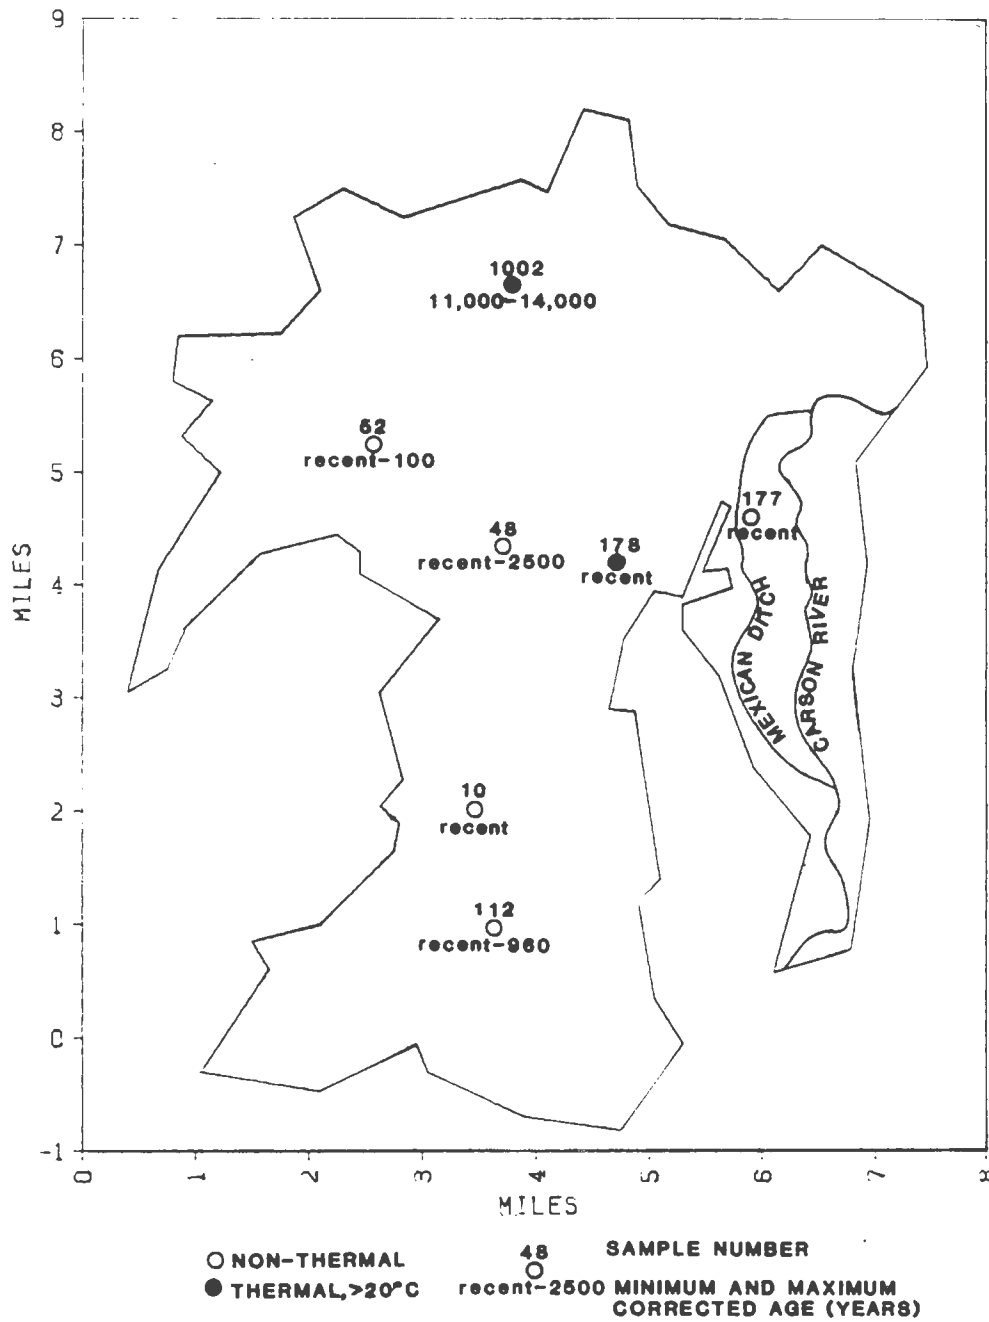 9
8
7
6
5
4
3
2
1
0
-1
MILES
1002
11,000-14,000
52
recent-100
48
recent-2500
178
recent
177
recent
MEXICAN DITCH
CARSON RIVER
10
recent
112
recent-960
0 1 2 3 4 5 6 7 8
MILES
NON-THERMAL
THERMAL,>20°C
48
recent-2500
SAMPLE NUMBER
MINIMUM AND MAXIMUM
CORRECTED AGE (YEARS)